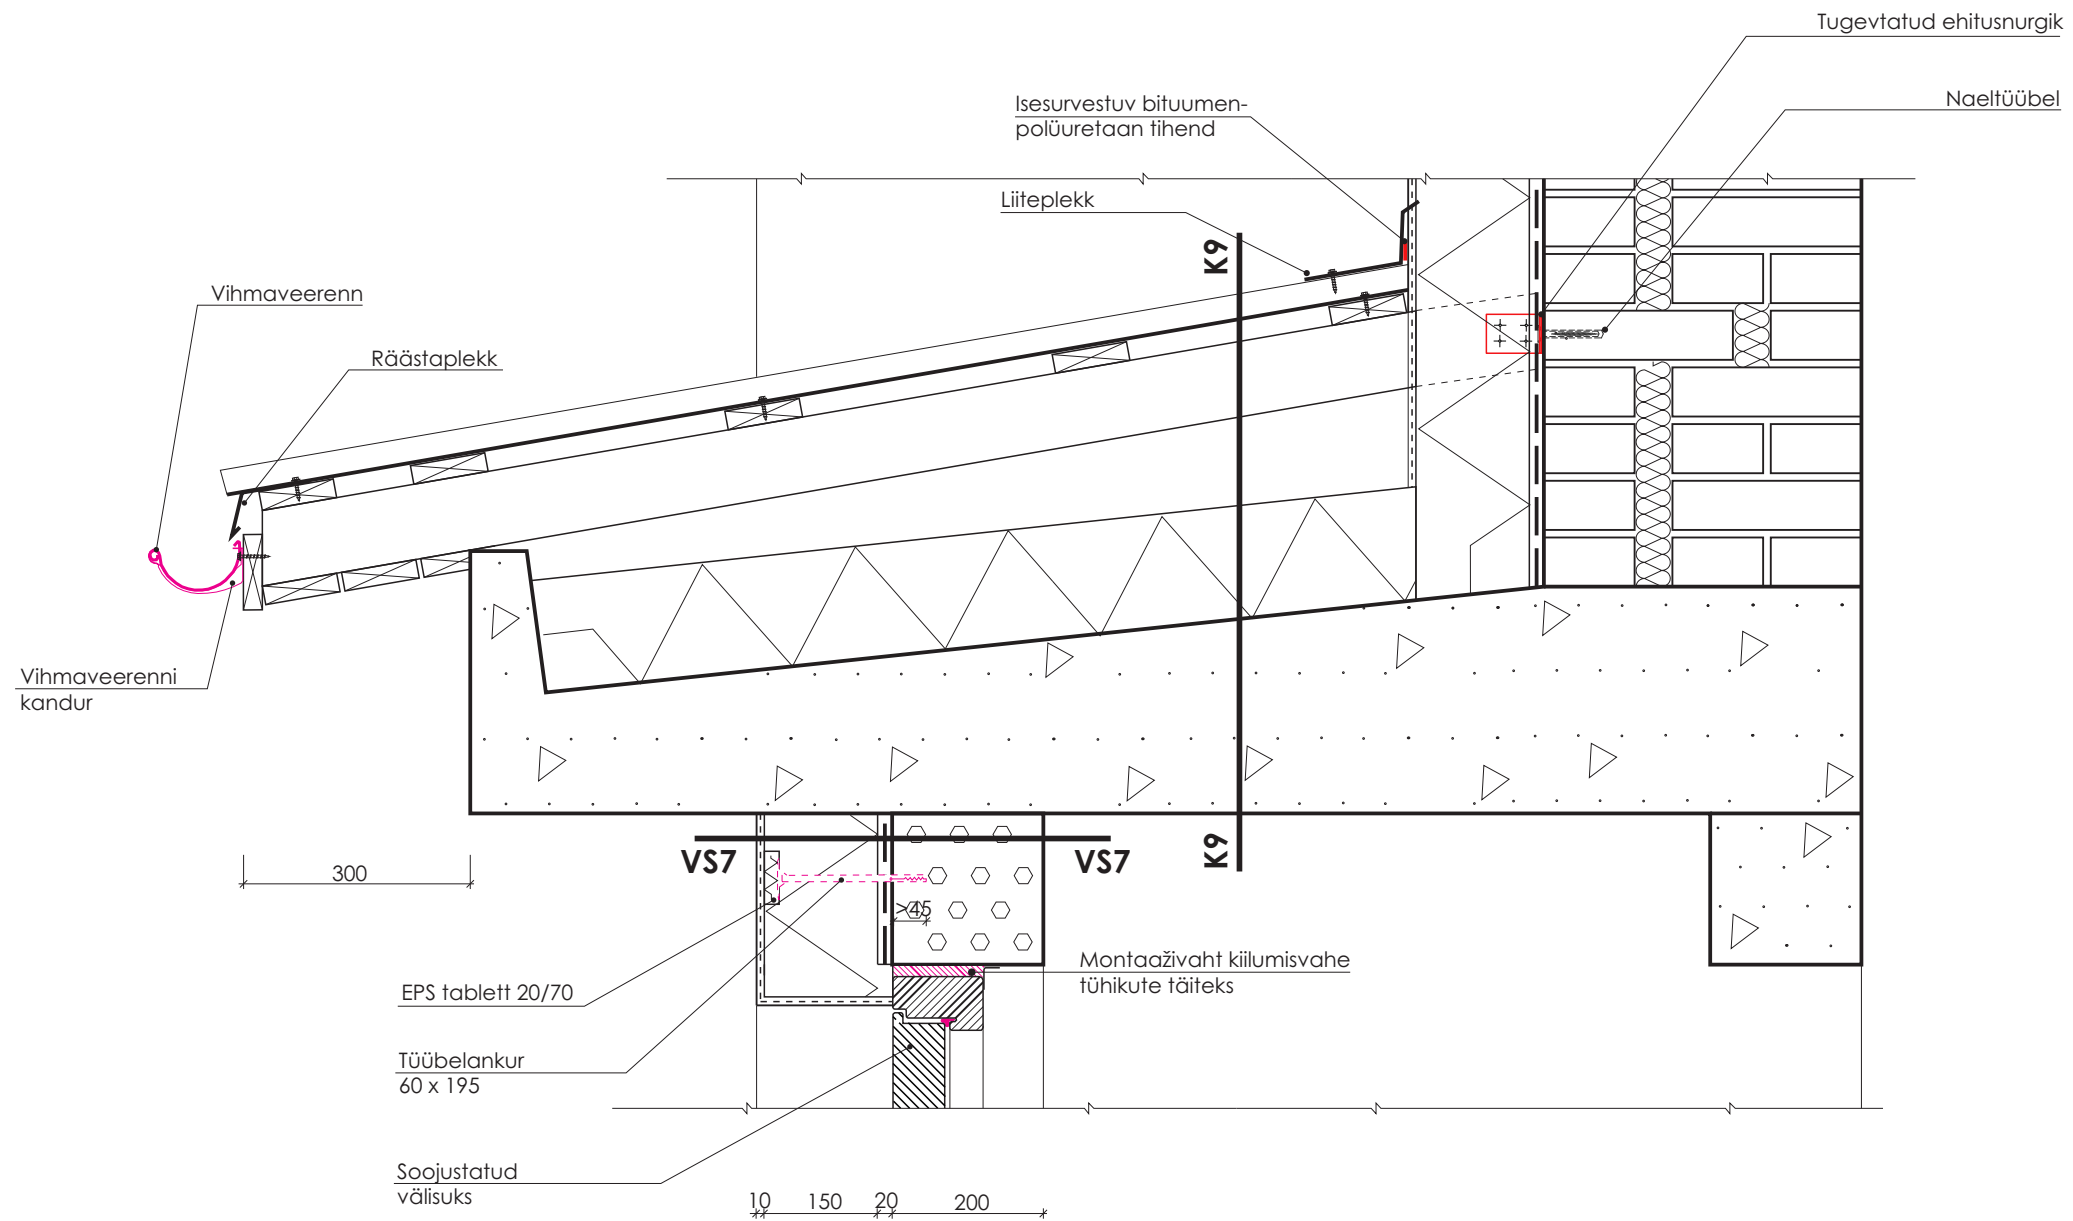 Tugevtatud ehitusnurgik
Naeltüübel
Isesurvestuv bituumen-
polüuretaan tihend
Liiteplekk
K9
Vihmaveerenn
Räästaplekk
Vihmaveerenni
kandur
300
VS7
VS7
K9
>45
Montaaživaht kiilumisvahe
tühikute täiteks
EPS tablett 20/70
Tüübelankur
60 x 195
Soojustatud
välisuks
10 150 20 200